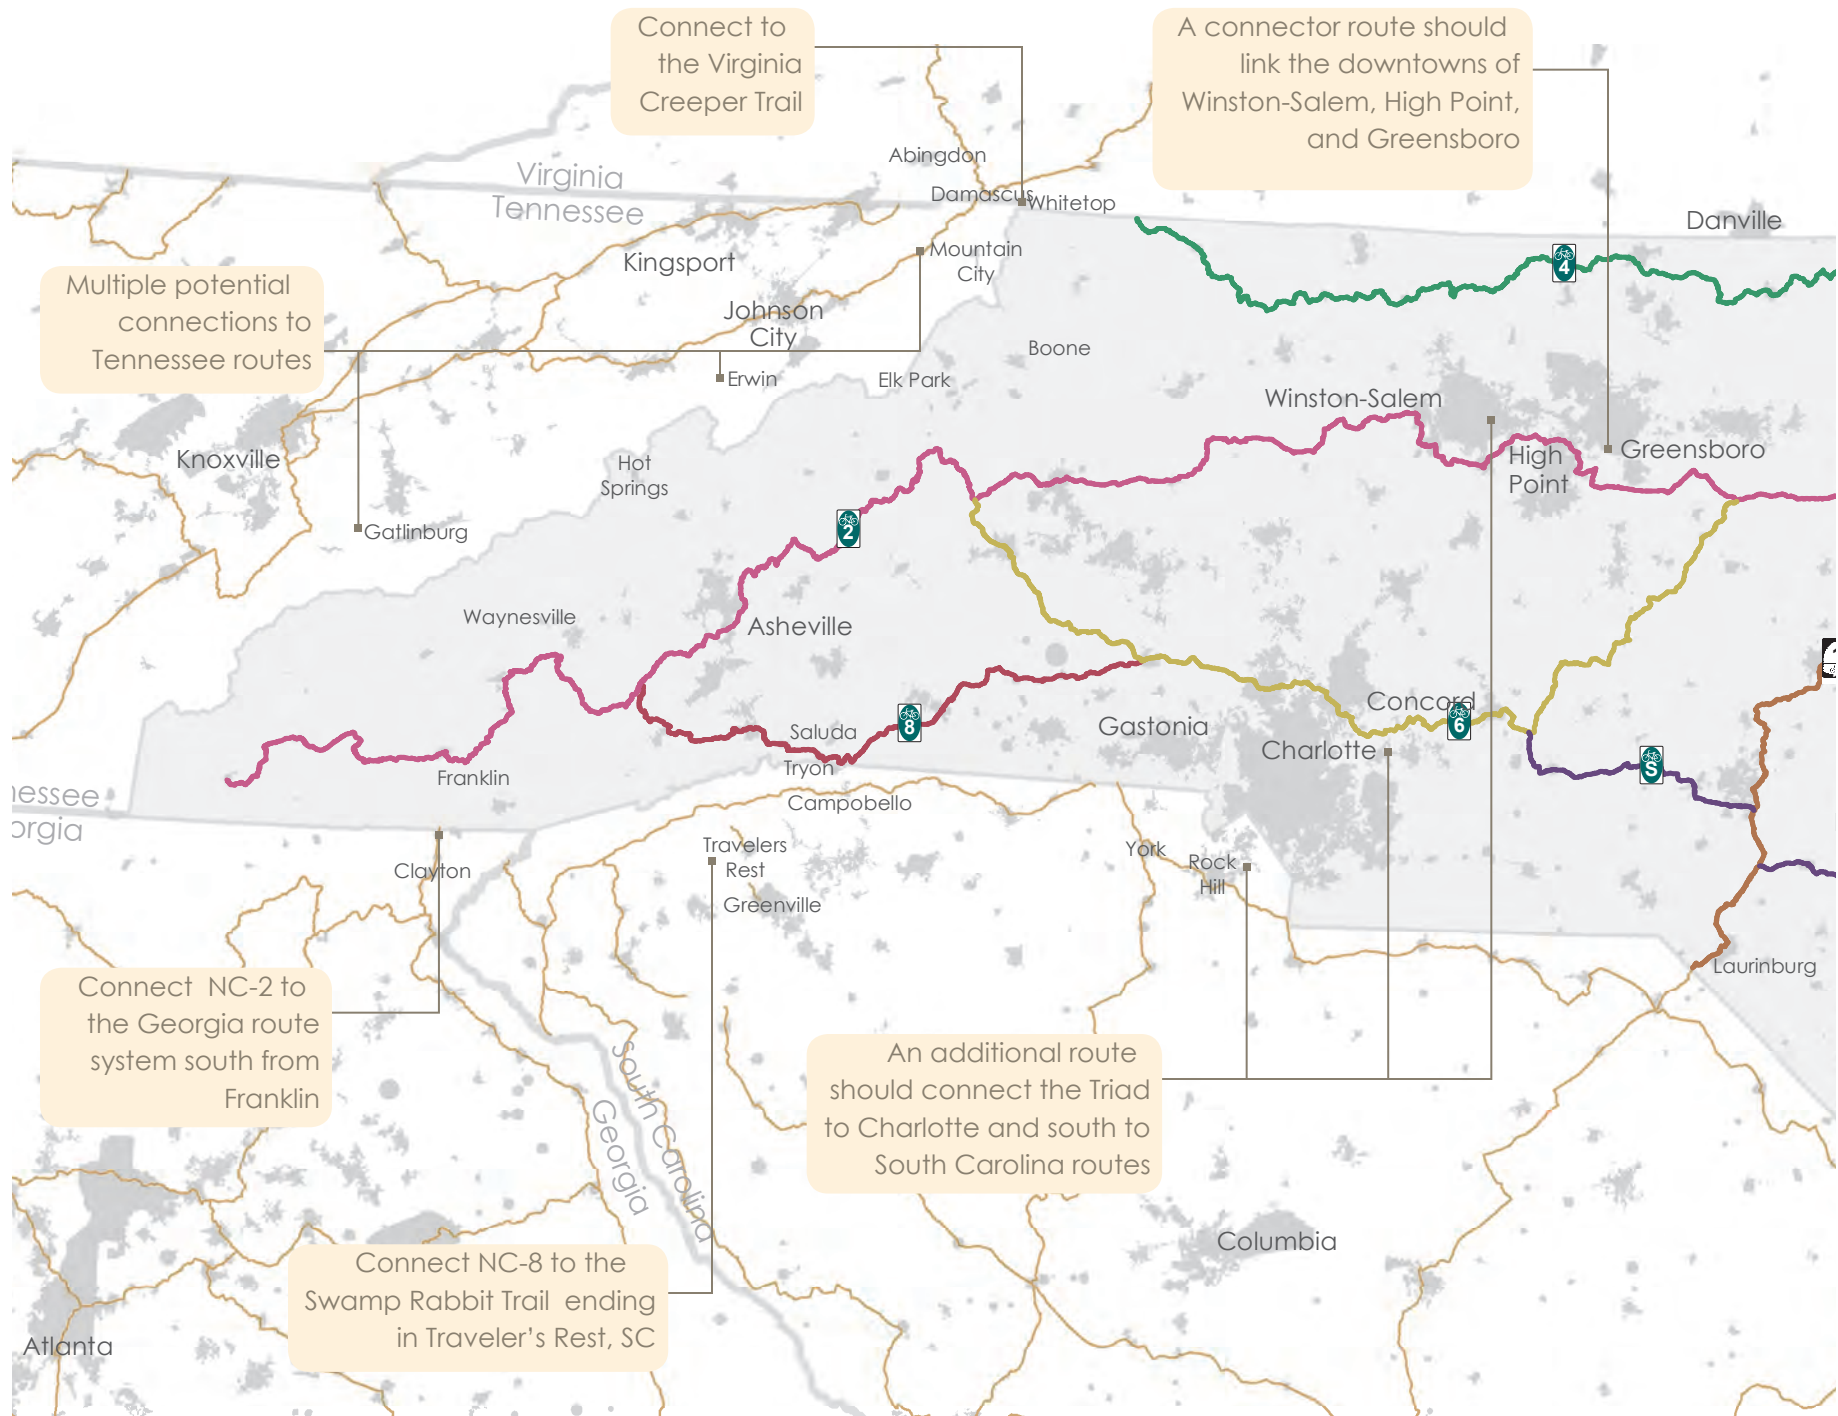 Connect to
the Virginia
Creeper Trail
A connector route should
link the downtowns of
Winston-Salem, High Point,
and Greensboro
Abingdon
Virginia
Tennessee
Damascus
Whitetop
Danville
Kingsport
Mountain
City
4
Multiple potential
connections to
Tennessee routes
Johnson
City
Boone
Erwin
Elk Park
Winston-Salem
Knoxville
Hot
Springs
High
Point
Greensboro
Gatlinburg
2
Waynesville
Asheville
Concord
6
Saluda
8
Gastonia
Charlotte
Tryon
Franklin
S
nessee
orgia
Campobello
Travelers
Rest
York
Rock
Hill
Clayton
Greenville
Laurinburg
Connect NC-2 to
the Georgia route
system south from
Franklin
South Carolina
Georgia
An additional route
should connect the Triad
to Charlotte and south to
South Carolina routes
Columbia
Connect NC-8 to the
Swamp Rabbit Trail ending
in Traveler's Rest, SC
Atlanta